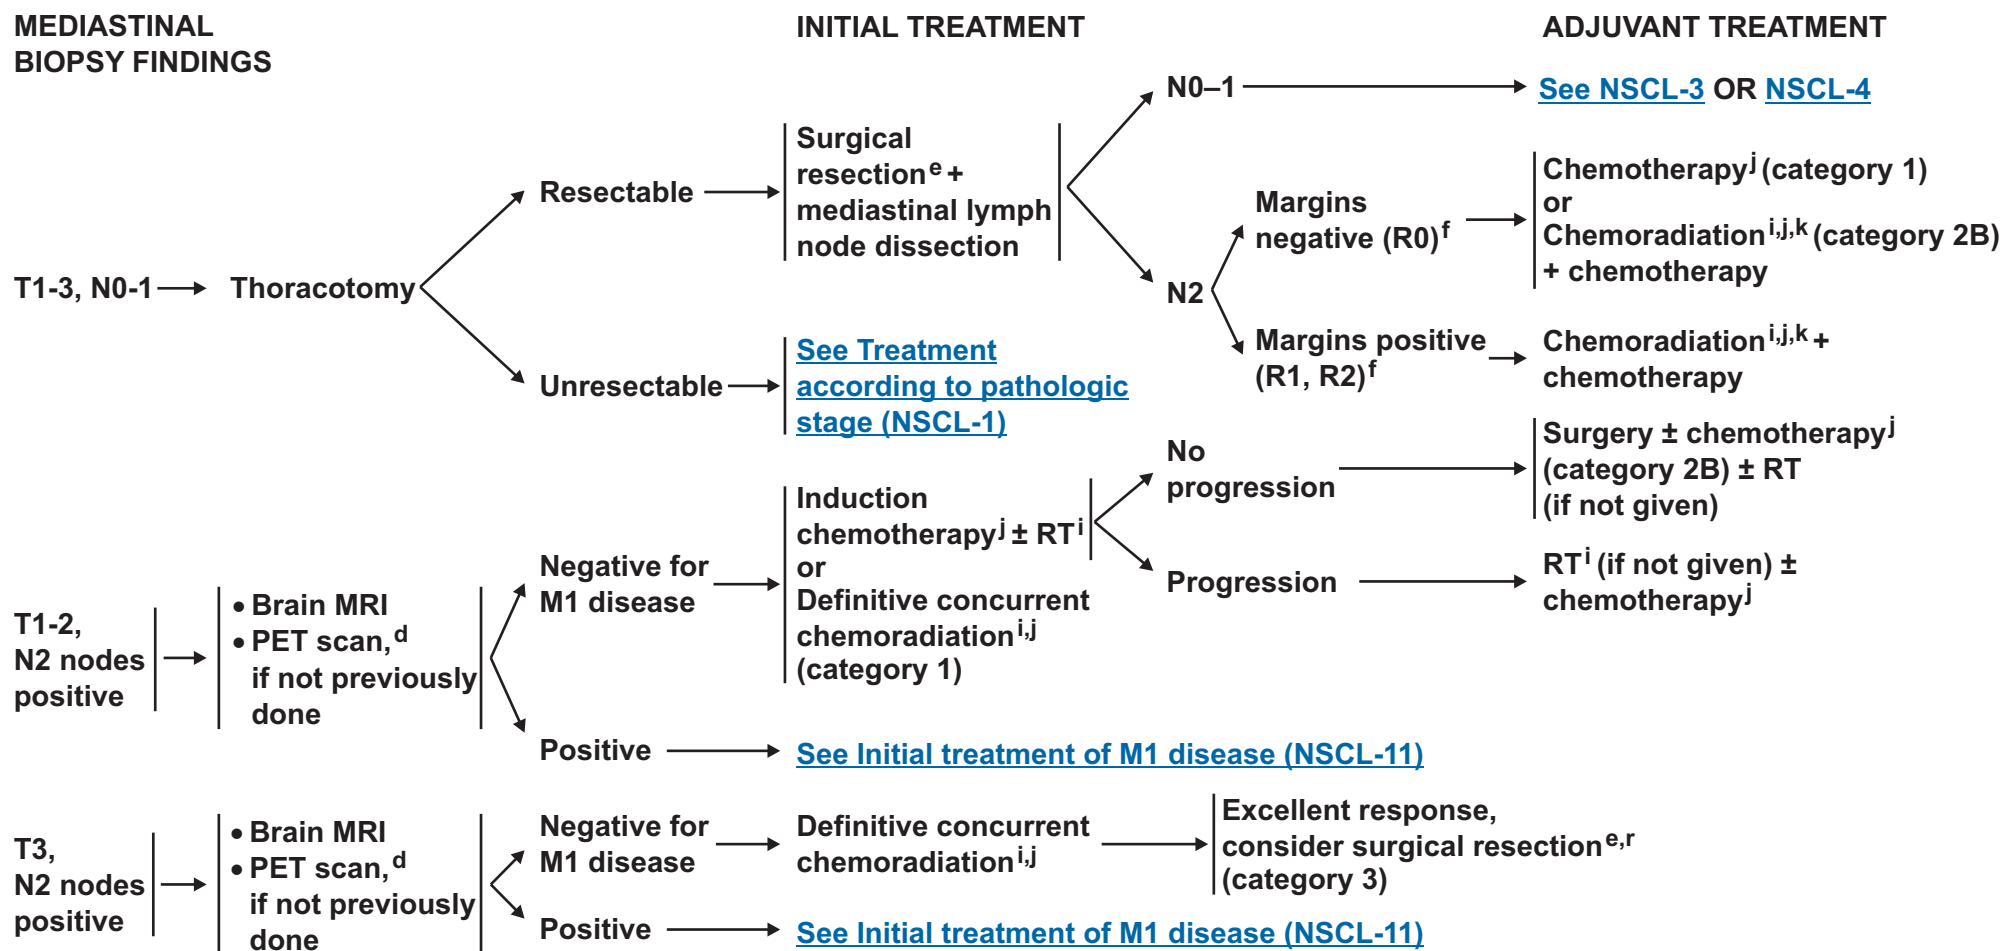 MEDIASTINAL
BIOPSY FINDINGS
INITIAL TREATMENT
ADJUVANT TREATMENT
T1-3, N0-1
Thoracotomy
Resectable
Surgical
resection e +
mediastinal lymph
node dissection
N0–1
See NSCL-3 OR NSCL-4
N2
Margins
negative (R0) f
Chemotherapy j (category 1)
or
Chemoradiation i,j,k (category 2B)
+ chemotherapy
Margins positive
(R1, R2) f
Chemoradiation i,j,k +
chemotherapy
Unresectable
See Treatment
according to pathologic
stage (NSCL-1)
T1-2,
N2 nodes
positive
• Brain MRI
• PET scan, d
if not previously
done
Negative for
M1 disease
Induction
chemotherapy j ± RT i
or
Definitive concurrent
chemoradiation i,j
(category 1)
No
progression
Surgery ± chemotherapy j
(category 2B) ± RT
(if not given)
Progression
RT i (if not given) ±
chemotherapy j
Positive
See Initial treatment of M1 disease (NSCL-11)
T3,
N2 nodes
positive
• Brain MRI
• PET scan, d
if not previously
done
Negative for
M1 disease
Definitive concurrent
chemoradiation i,j
Excellent response,
consider surgical resection e,r
(category 3)
Positive
See Initial treatment of M1 disease (NSCL-11)